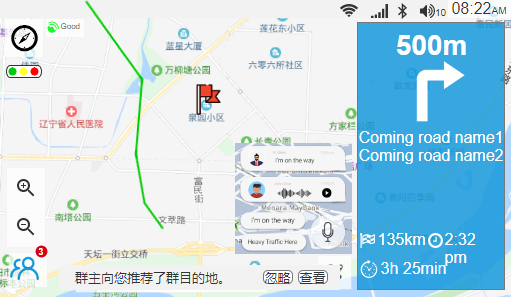 10 08:22AM
Good
莲花东小区
蓝星大厦
万柳塘公园
六零六所社区
辽宁省人民医院
泉园小区
方家栏
长青公园
500m
Coming road name1
Coming road name2
I'm on the way
Menara Maybank
I'm on the way
Heavy Traffic Here
富民街
南塔公园
文萃路
天坛一街立交桥
135km 2:32 pm
3h 25min
3
群主向您推荐了群目的地。 忽略 查看